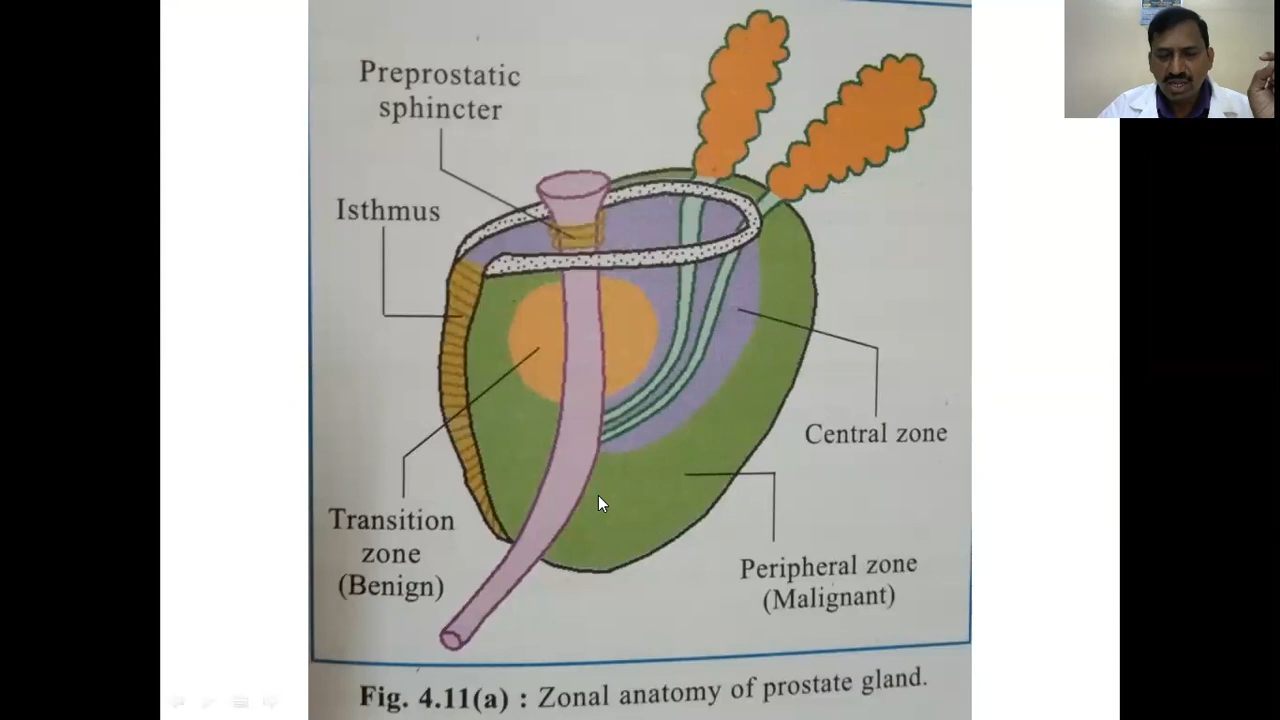 Preprostatic
sphincter
Isthmus
Central zone
Transition
zone
(Benign)
Peripheral zone
(Malignant)
Fig. 4.11(a) : Zonal anatomy of prostate gland.